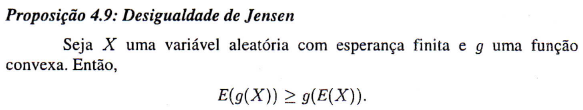 Proposição 4.9: Desigualdade de Jensen
Seja X uma variável aleatória com esperança finita e g uma função
convexa. Então,
E(g(X)) ≥ g(E(X)).